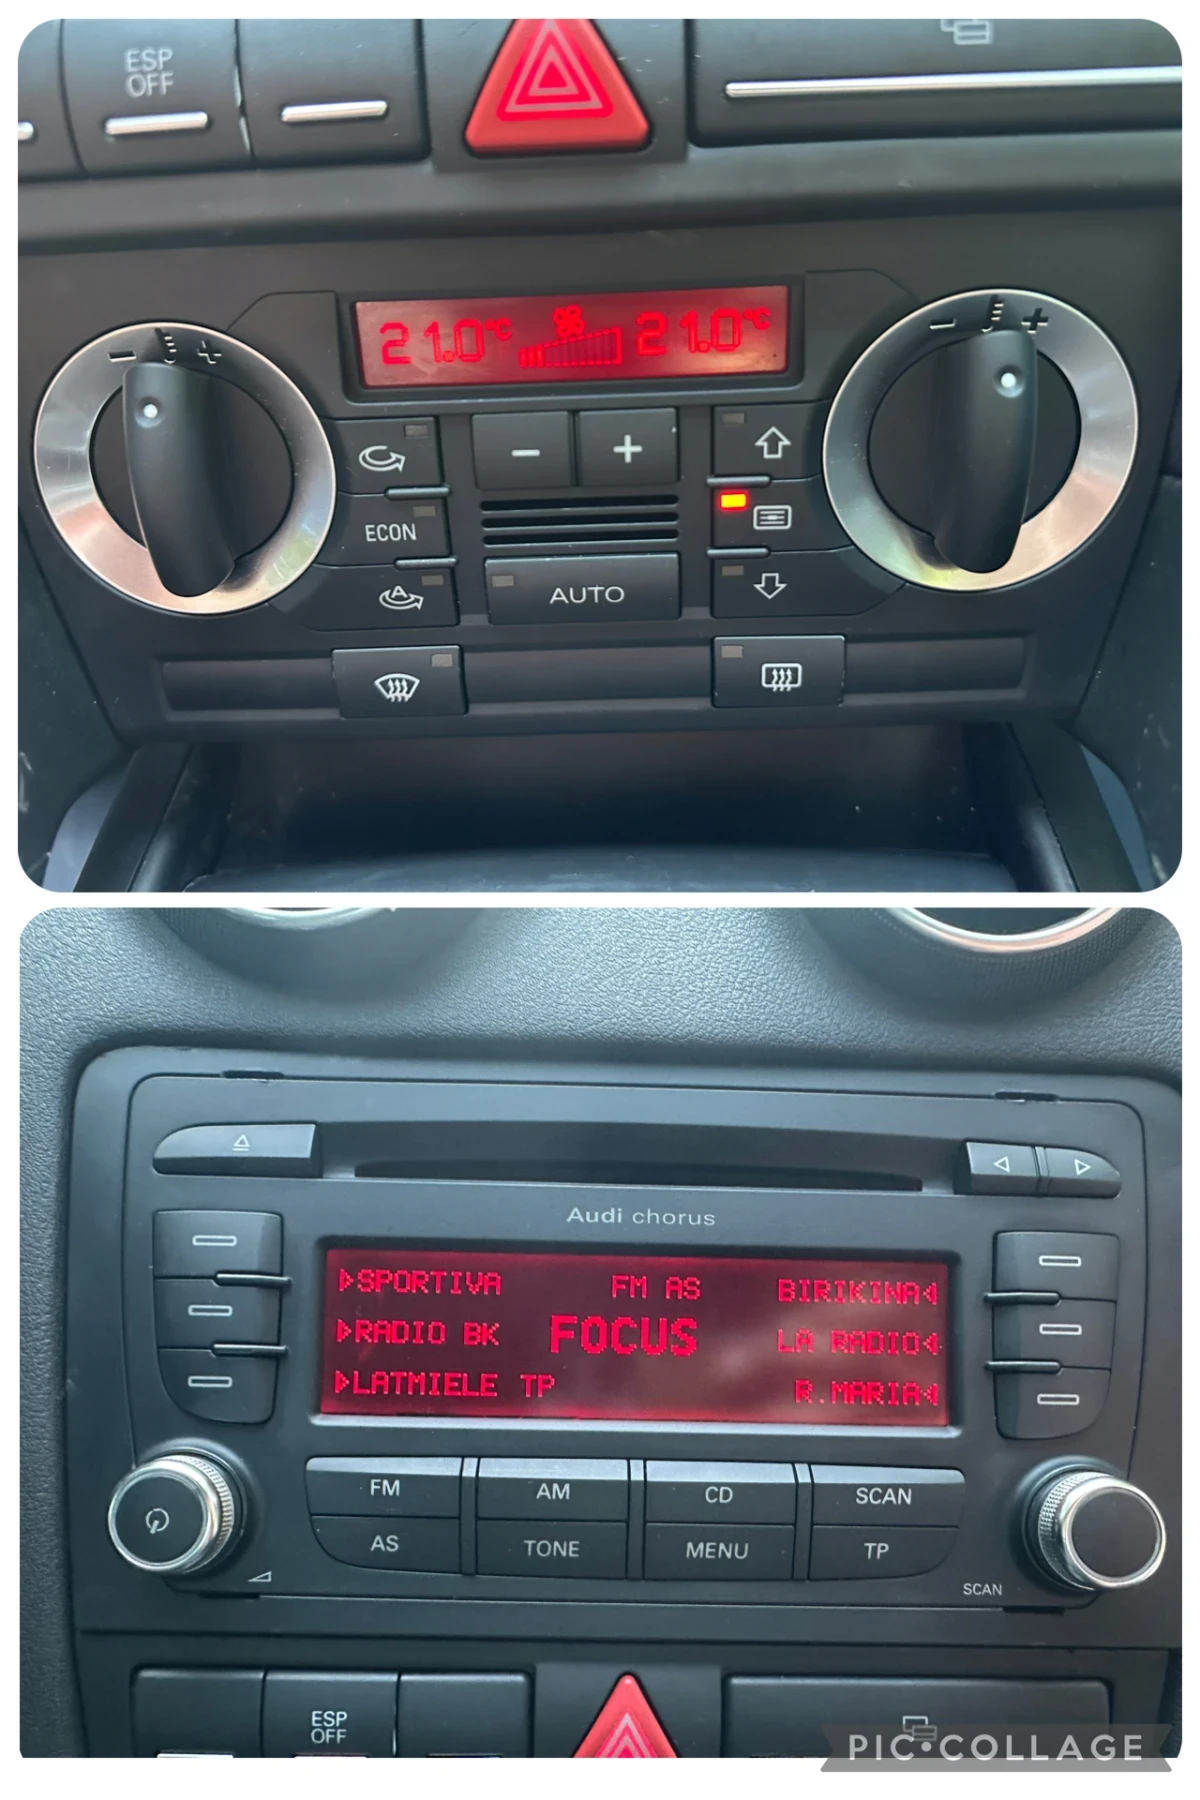 ESP
OFF
21.0°C 21.0°C
- +
- +
- +
ECON
A
AUTO
Audi chorus
SPORTIVA FM AS BIRIKINA
RADIO BK FOCUS LA RADIO
LATMIELE TP R.MARIA
FM AM CD SCAN
AS TONE MENU TP
SCAN
ESP
OFF
PIC•COLLAGE